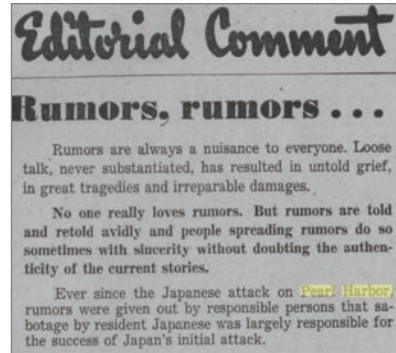 Editorial Comment
Rumors, rumors . . .
Rumors are always a nuisance to everyone. Loose
talk, never substantiated, has resulted in untold grief,
in great tragedies and irreparable damages.
No one really loves rumors. But rumors are told
and retold avidly and people spreading rumors do so
sometimes with sincerity without doubting the authen-
ticity of the current stories.
Ever since the Japanese attack on Pearl Harbor,
rumors were given out by responsible persons that sa-
botage by resident Japanese was largely responsible for
the success of Japan's initial attack.